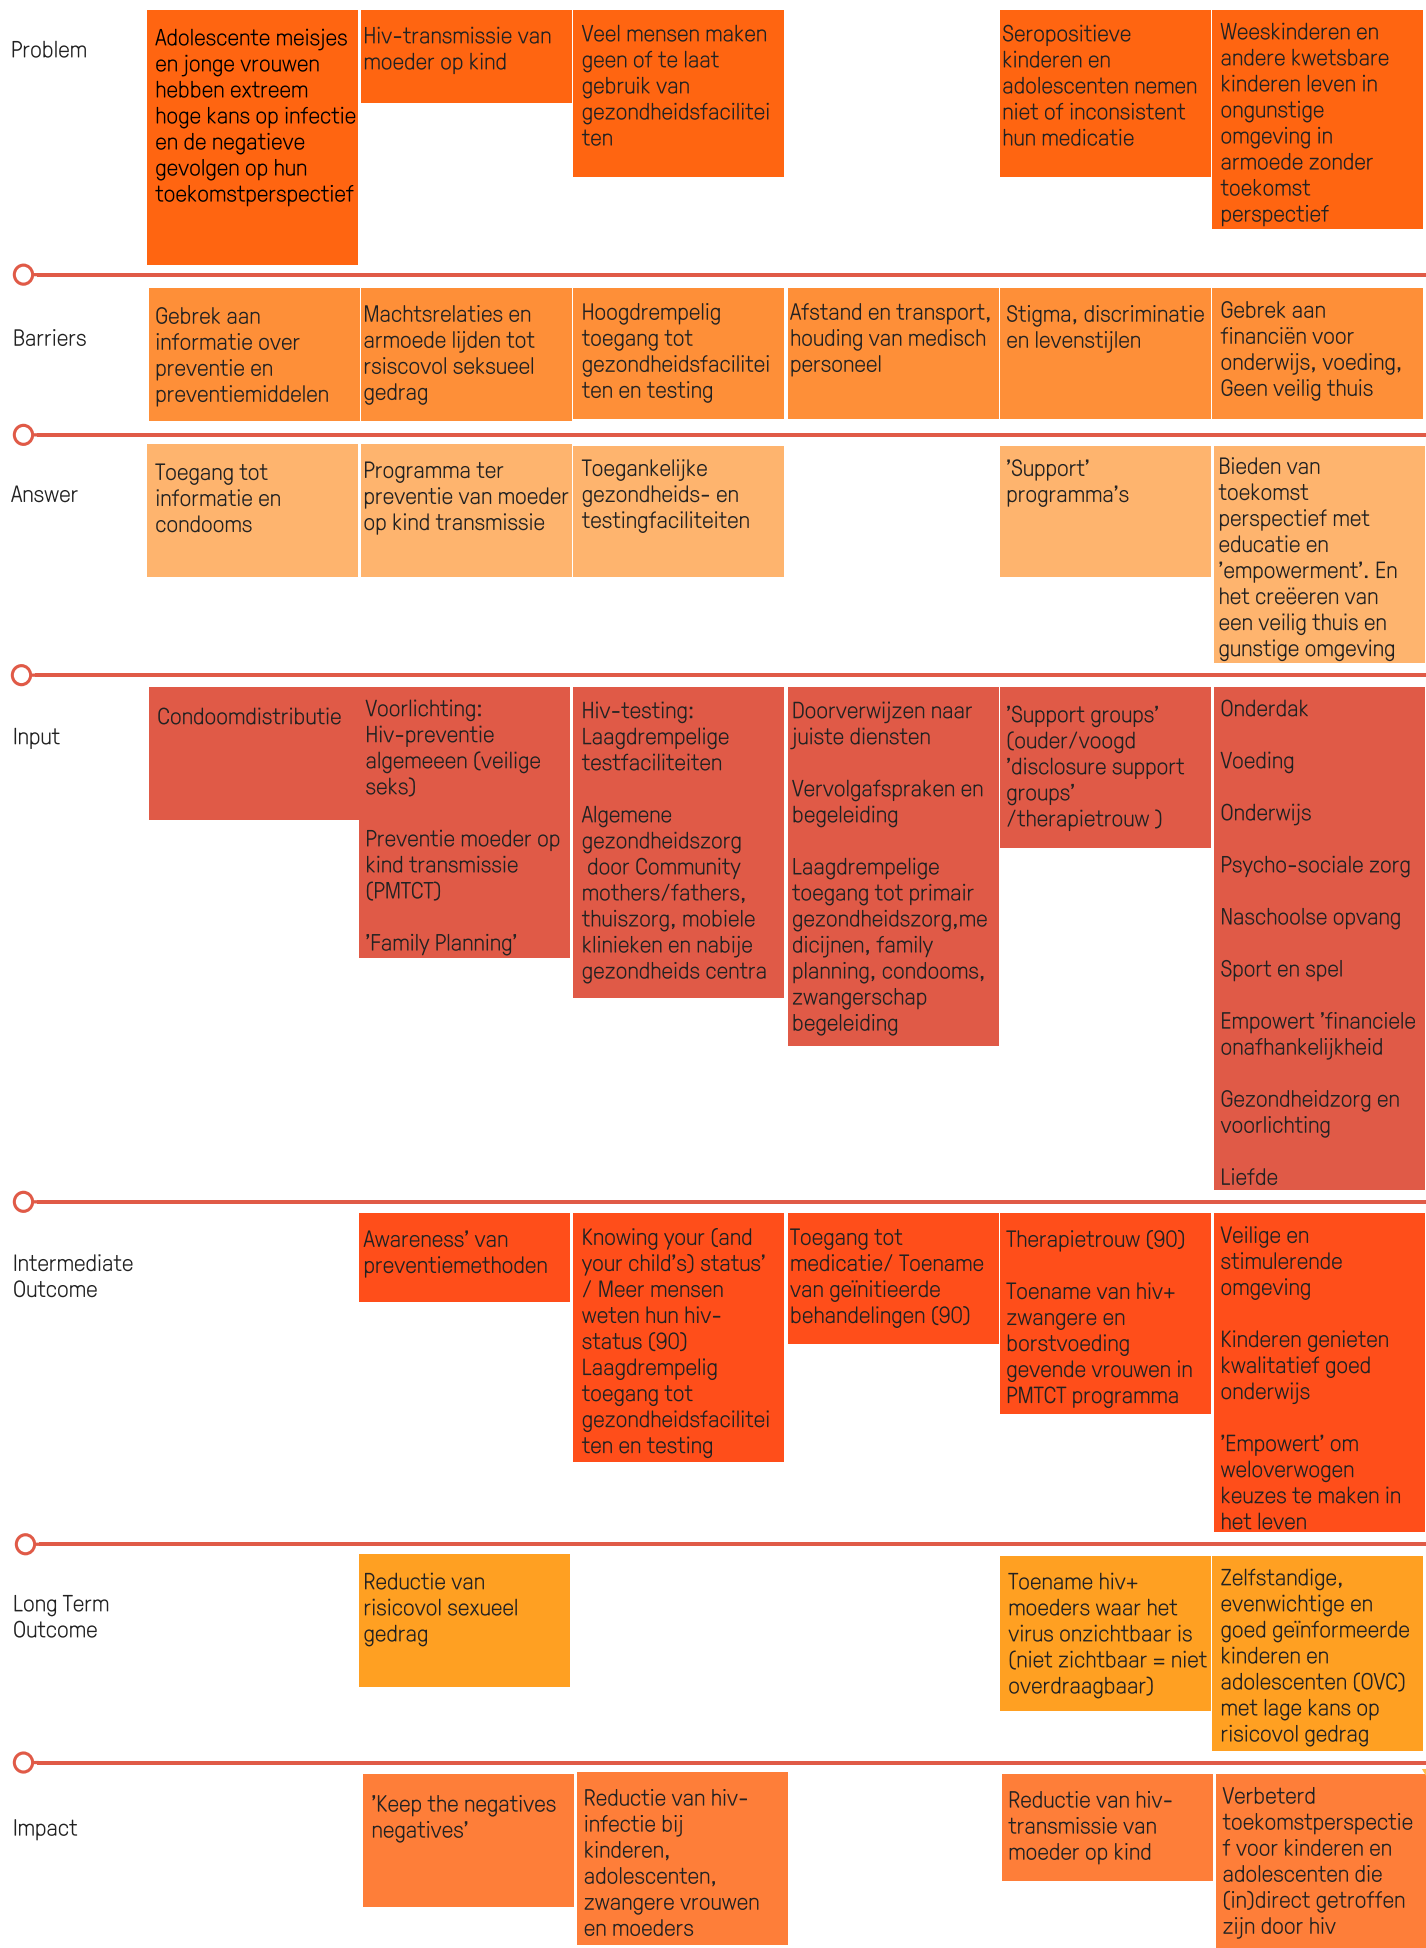 Problem
Adolescente meisjes
en jonge vrouwen
hebben extreem
hoge kans op infectie
en de negatieve
gevolgen op hun
toekomstperspectief
Hiv-transmissie van
moeder op kind
Veel mensen maken
geen of te laat
gebruik van
gezondheidsfacilitei
ten
Seropositieve
kinderen en
adolescenten nemen
niet of inconsistent
hun medicatie
Weeskinderen en
andere kwetsbare
kinderen leven in
ongunstige
omgeving in
armoede zonder
toekomst
perspectief
Barriers
Gebrek aan
informatie over
preventie en
preventiemiddelen
Machtsrelaties en
armoede lijden tot
rsiscovol seksueel
gedrag
Hoogdrempelig
toegang tot
gezondheidsfacilitei
ten en testing
Afstand en transport,
houding van medisch
personeel
Stigma, discriminatie
en levenstijlen
Gebrek aan
financiën voor
onderwijs, voeding,
Geen veilig thuis
Answer
Toegang tot
informatie en
condooms
Programma ter
preventie van moeder
op kind transmissie
Toegankelijke
gezondheids- en
testingfaciliteiten
'Support'
programma's
Bieden van
toekomst
perspectief met
educatie en
'empowerment'. En
het creëeren van
een veilig thuis en
gunstige omgeving
Input
Condoomdistributie
Voorlichting:
Hiv-preventie
algemeeen (veilige
seks)
Preventie moeder op
kind transmissie
(PMTCT)
'Family Planning'
Hiv-testing:
Laagdrempelige
testfaciliteiten
Algemene
gezondheidszorg
door Community
mothers/fathers,
thuiszorg, mobiele
klinieken en nabije
gezondheids centra
Doorverwijzen naar
juiste diensten
Vervolgafspraken en
begeleiding
Laagdrempelige
toegang tot primair
gezondheidszorg,me
dicijnen, family
planning, condooms,
zwangerschap
begeleiding
'Support groups'
(ouder/voogd
'disclosure support
groups'
/therapietrouw )
Onderdak
Voeding
Onderwijs
Psycho-sociale zorg
Naschoolse opvang
Sport en spel
Empowert 'financiele
onafhankelijkheid
Gezondheidzorg en
voorlichting
Liefde
Intermediate
Outcome
Awareness' van
preventiemethoden
Knowing your (and
your child's) status'
/ Meer mensen
weten hun hiv-
status (90)
Laagdrempelig
toegang tot
gezondheidsfacilitei
ten en testing
Toegang tot
medicatie/ Toename
van geïnitieerde
behandelingen (90)
Therapietrouw (90)
Toename van hiv+
zwangere en
borstvoeding
gevende vrouwen in
PMTCT programma
Veilige en
stimulerende
omgeving
Kinderen genieten
kwalitatief goed
onderwijs
'Empowert' om
weloverwogen
keuzes te maken in
het leven
Long Term
Outcome
Reductie van
risicovol sexueel
gedrag
Toename hiv+
moeders waar het
virus onzichtbaar is
(niet zichtbaar = niet
overdraagbaar)
Zelfstandige,
evenwichtige en
goed geïnformeerde
kinderen en
adolescenten (OVC)
met lage kans op
risicovol gedrag
Impact
'Keep the negatives
negatives'
Reductie van hiv-
infectie bij
kinderen,
adolescenten,
zwangere vrouwen
en moeders
Reductie van hiv-
transmissie van
moeder op kind
Verbeterd
toekomstperspectie
f voor kinderen en
adolescenten die
(in)direct getroffen
zijn door hiv